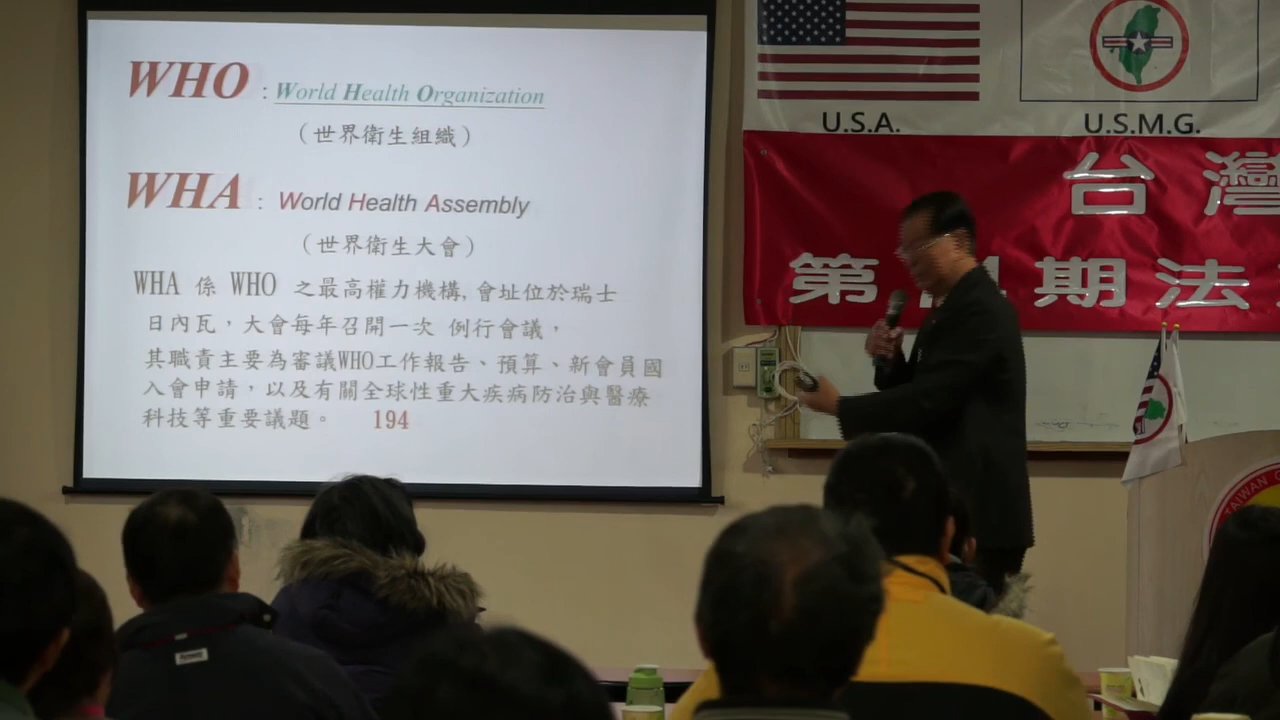 WHO : World Health Organization
（世界衛生組織）
WHA : World Health Assembly
（世界衛生大會）
WHA 係 WHO 之最高權力機構, 會址位於瑞士
日內瓦，大會每年召開一次 例行會議，
其職責主要為審議WHO工作報告、預算、新會員國
入會申請，以及有關全球性重大疾病防治與醫療
科技等重要議題。 194
U.S.A.
U.S.M.G.
台灣
第 期法
TAIWAN